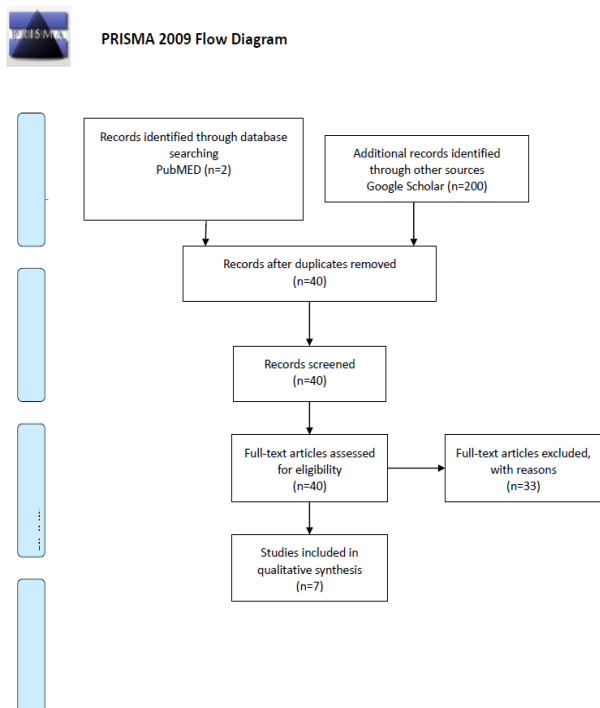 PRISMA
PRISMA 2009 Flow Diagram
Records identified through database
searching
PubMED (n=2)
Additional records identified
through other sources
Google Scholar (n=200)
Records after duplicates removed
(n=40)
Records screened
(n=40)
Full-text articles assessed
for eligibility
(n=40)
Full-text articles excluded,
with reasons
(n=33)
Studies included in
qualitative synthesis
(n=7)